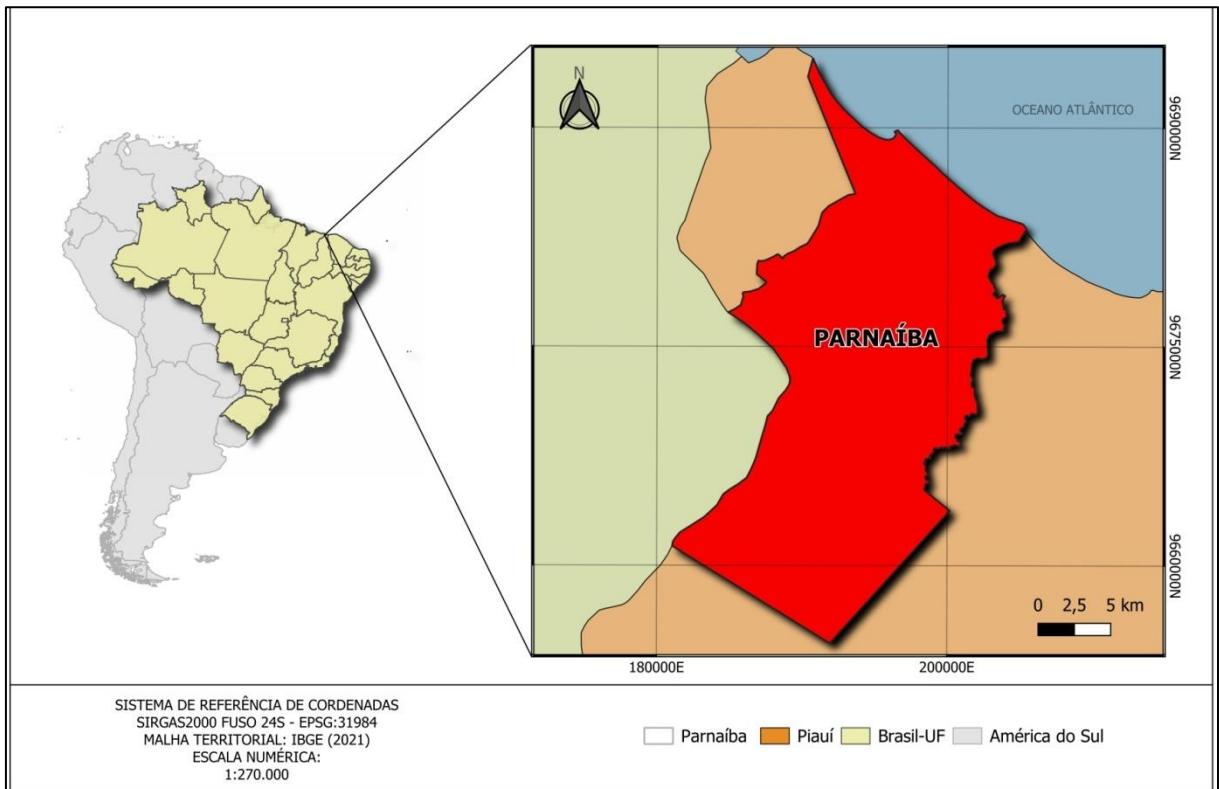 N
OCEANO ATLÂNTICO
9690000N
PARNAÍBA
9675000N
9660000N
0 2,5 5 km
180000E 200000E
SISTEMA DE REFERÊNCIA DE CORDENADAS
SIRGAS2000 FUSO 24S - EPSG:31984
MALHA TERRITORIAL: IBGE (2021)
ESCALA NUMÉRICA:
1:270.000
Parnaíba Piauí Brasil-UF América do Sul